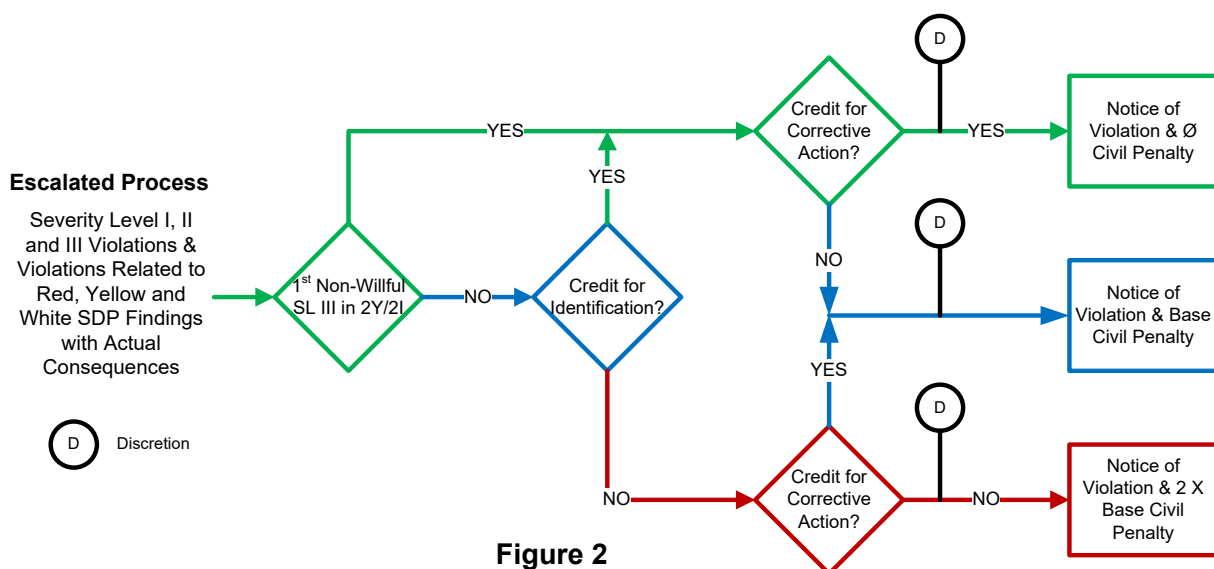 Escalated Process
Severity Level I, II
and III Violations &
Violations Related to
Red, Yellow and
White SDP Findings
with Actual
Consequences
D
Discretion
1st Non-Willful
SL III in 2Y/2I
YES
NO
Credit for
Identification?
YES
NO
Credit for
Corrective
Action?
D
YES
Notice of
Violation & Ø
Civil Penalty
NO
D
Notice of
Violation & Base
Civil Penalty
YES
Credit for
Corrective
Action?
D
NO
Notice of
Violation & 2 X
Base Civil
Penalty
Figure 2